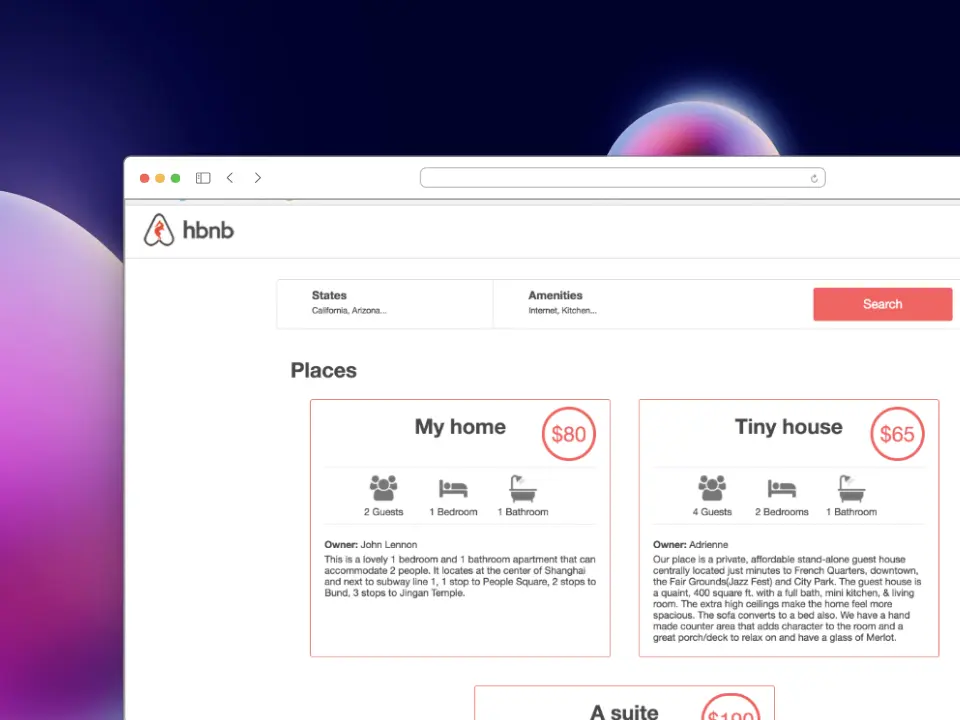 hbnb
States
California, Arizona...
Amenities
Internet, Kitchen...
Search
Places
My home
$80
2 Guests
1 Bedroom
1 Bathroom
Owner: John Lennon
This is a lovely 1 bedroom and 1 bathroom apartment that can
accommodate 2 people. It locates at the center of Shanghai
and next to subway line 1, 1 stop to People Square, 2 stops to
Bund, 3 stops to Jingan Temple.
Tiny house
$65
4 Guests
2 Bedrooms
1 Bathroom
Owner: Adrienne
Our place is a private, affordable stand-alone guest house
centrally located just minutes to French Quarters, downtown,
the Fair Grounds(Jazz Fest) and City Park. The guest house is
a quaint, 400 square ft. with a full bath, mini kitchen, & living
room. The extra high ceilings make the home feel more
spacious. The sofa converts to a bed also. We have a hand
made counter area that adds character to the room and a
great porch/deck to relax on and have a glass of Merlot.
A suite